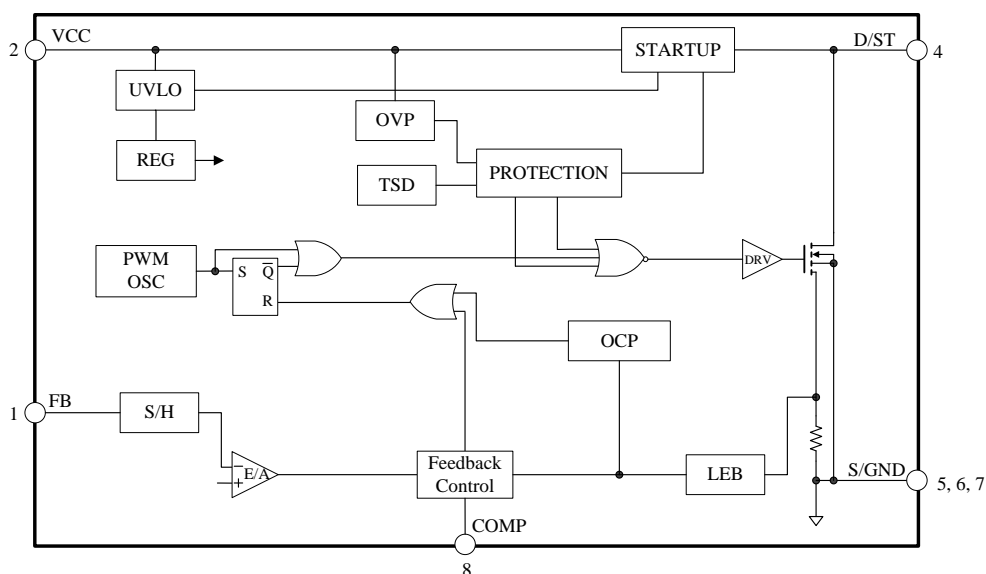 VCC
D/ST
2
STARTUP
4
UVLO
OVP
REG
TSD
PROTECTION
PWM
OSC
S
Q̅
R
DRV
OCP
FB
1
S/H
− E/A
+
Feedback
Control
LEB
S/GND
5, 6, 7
COMP
8